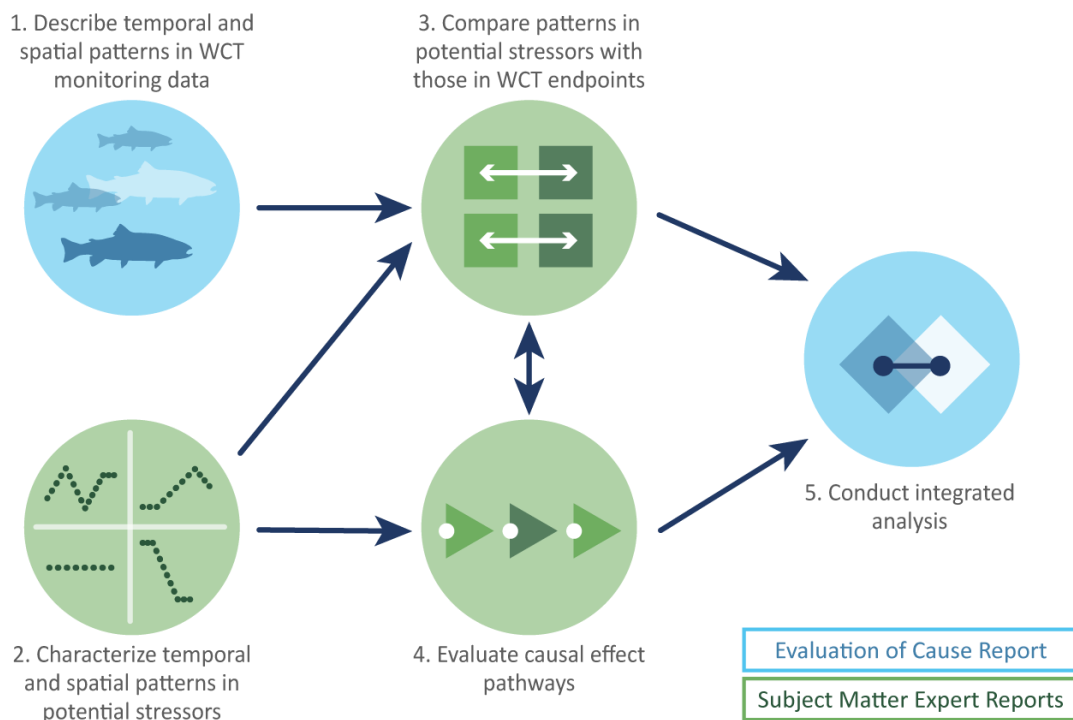 1. Describe temporal and
spatial patterns in WCT
monitoring data
3. Compare patterns in
potential stressors with
those in WCT endpoints
2. Characterize temporal
and spatial patterns in
potential stressors
4. Evaluate causal effect
pathways
5. Conduct integrated
analysis
Evaluation of Cause Report
Subject Matter Expert Reports